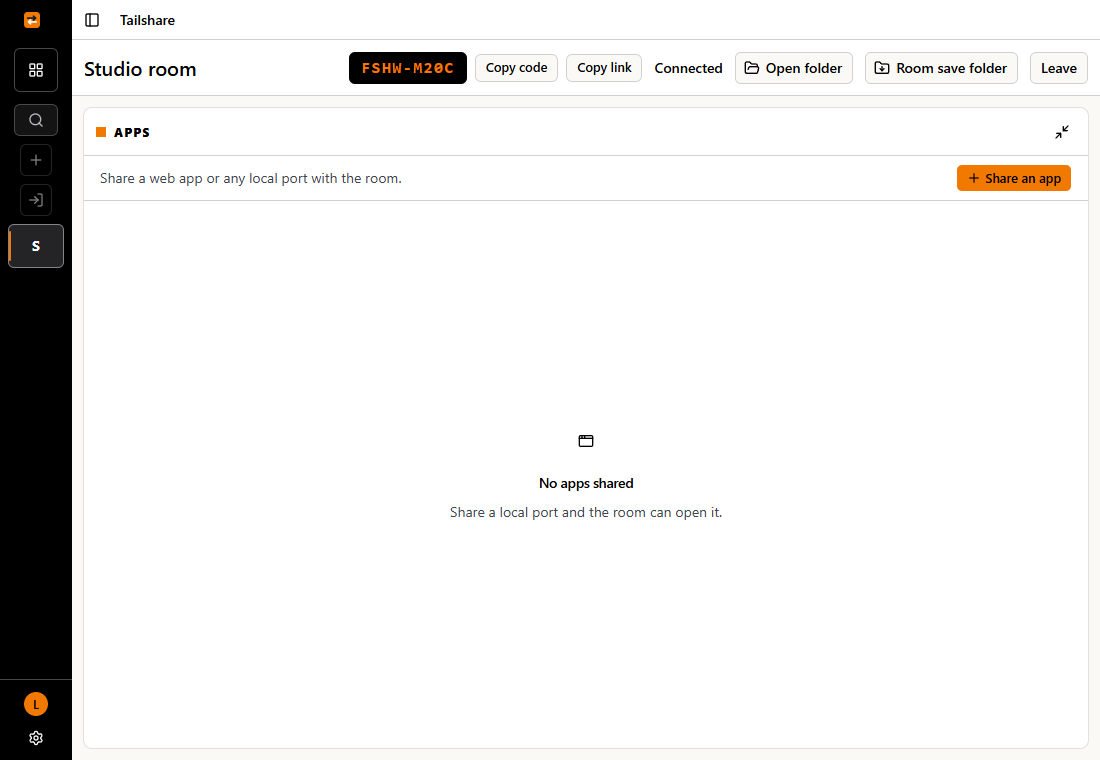 Tailshare
Studio room
FSHW-M20C
Copy code
Copy link
Connected
Open folder
Room save folder
Leave
S
APPS
Share a web app or any local port with the room.
Share an app
No apps shared
Share a local port and the room can open it.
L